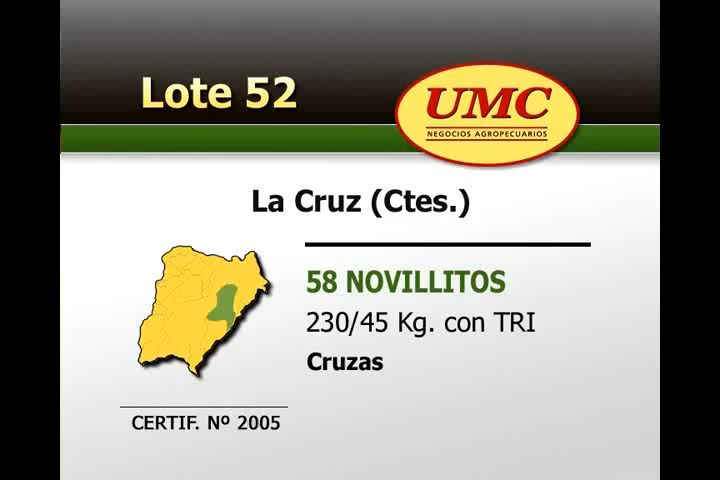 Lote 52
UMC
NEGOCIOS AGROPECUARIOS
La Cruz (Ctes.)
58 NOVILLITOS
230/45 Kg. con TRI
Cruzas
CERTIF. Nº 2005